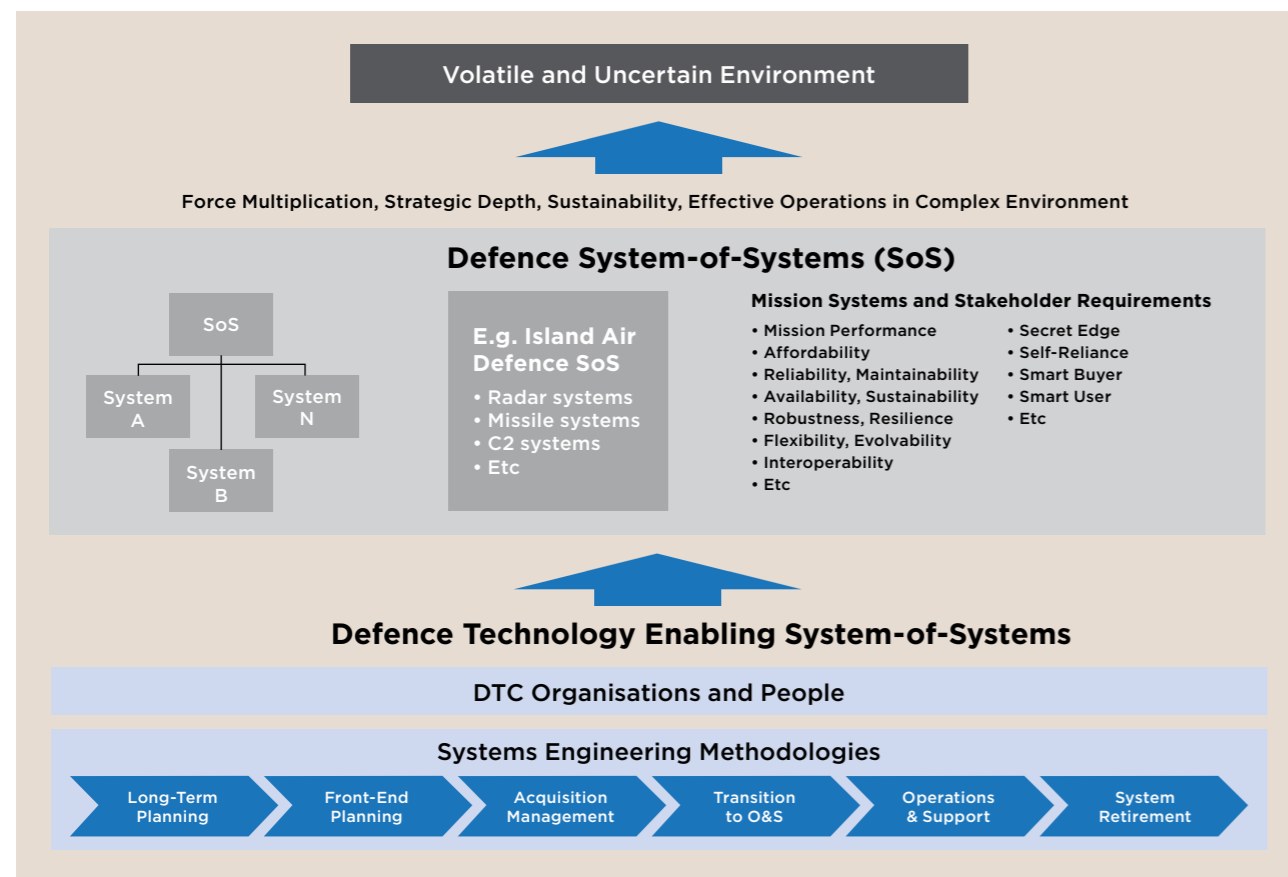 Volatile and Uncertain Environment
Force Multiplication, Strategic Depth, Sustainability, Effective Operations in Complex Environment
Defence System-of-Systems (SoS)
SoS
System
A
System
B
System
N
E.g. Island Air
Defence SoS
• Radar systems
• Missile systems
• C2 systems
• Etc
Mission Systems and Stakeholder Requirements
• Mission Performance
• Affordability
• Reliability, Maintainability
• Availability, Sustainability
• Robustness, Resilience
• Flexibility, Evolvability
• Interoperability
• Etc
• Secret Edge
• Self-Reliance
• Smart Buyer
• Smart User
• Etc
Defence Technology Enabling System-of-Systems
DTC Organisations and People
Systems Engineering Methodologies
Long-Term
Planning
Front-End
Planning
Acquisition
Management
Transition
to O&S
Operations
& Support
System
Retirement